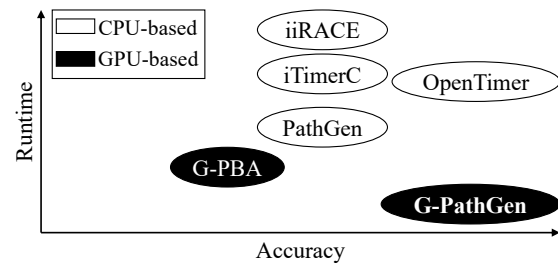 CPU-based
GPU-based
iiRACE
iTimerC
OpenTimer
PathGen
G-PBA
G-PathGen
Runtime
Accuracy